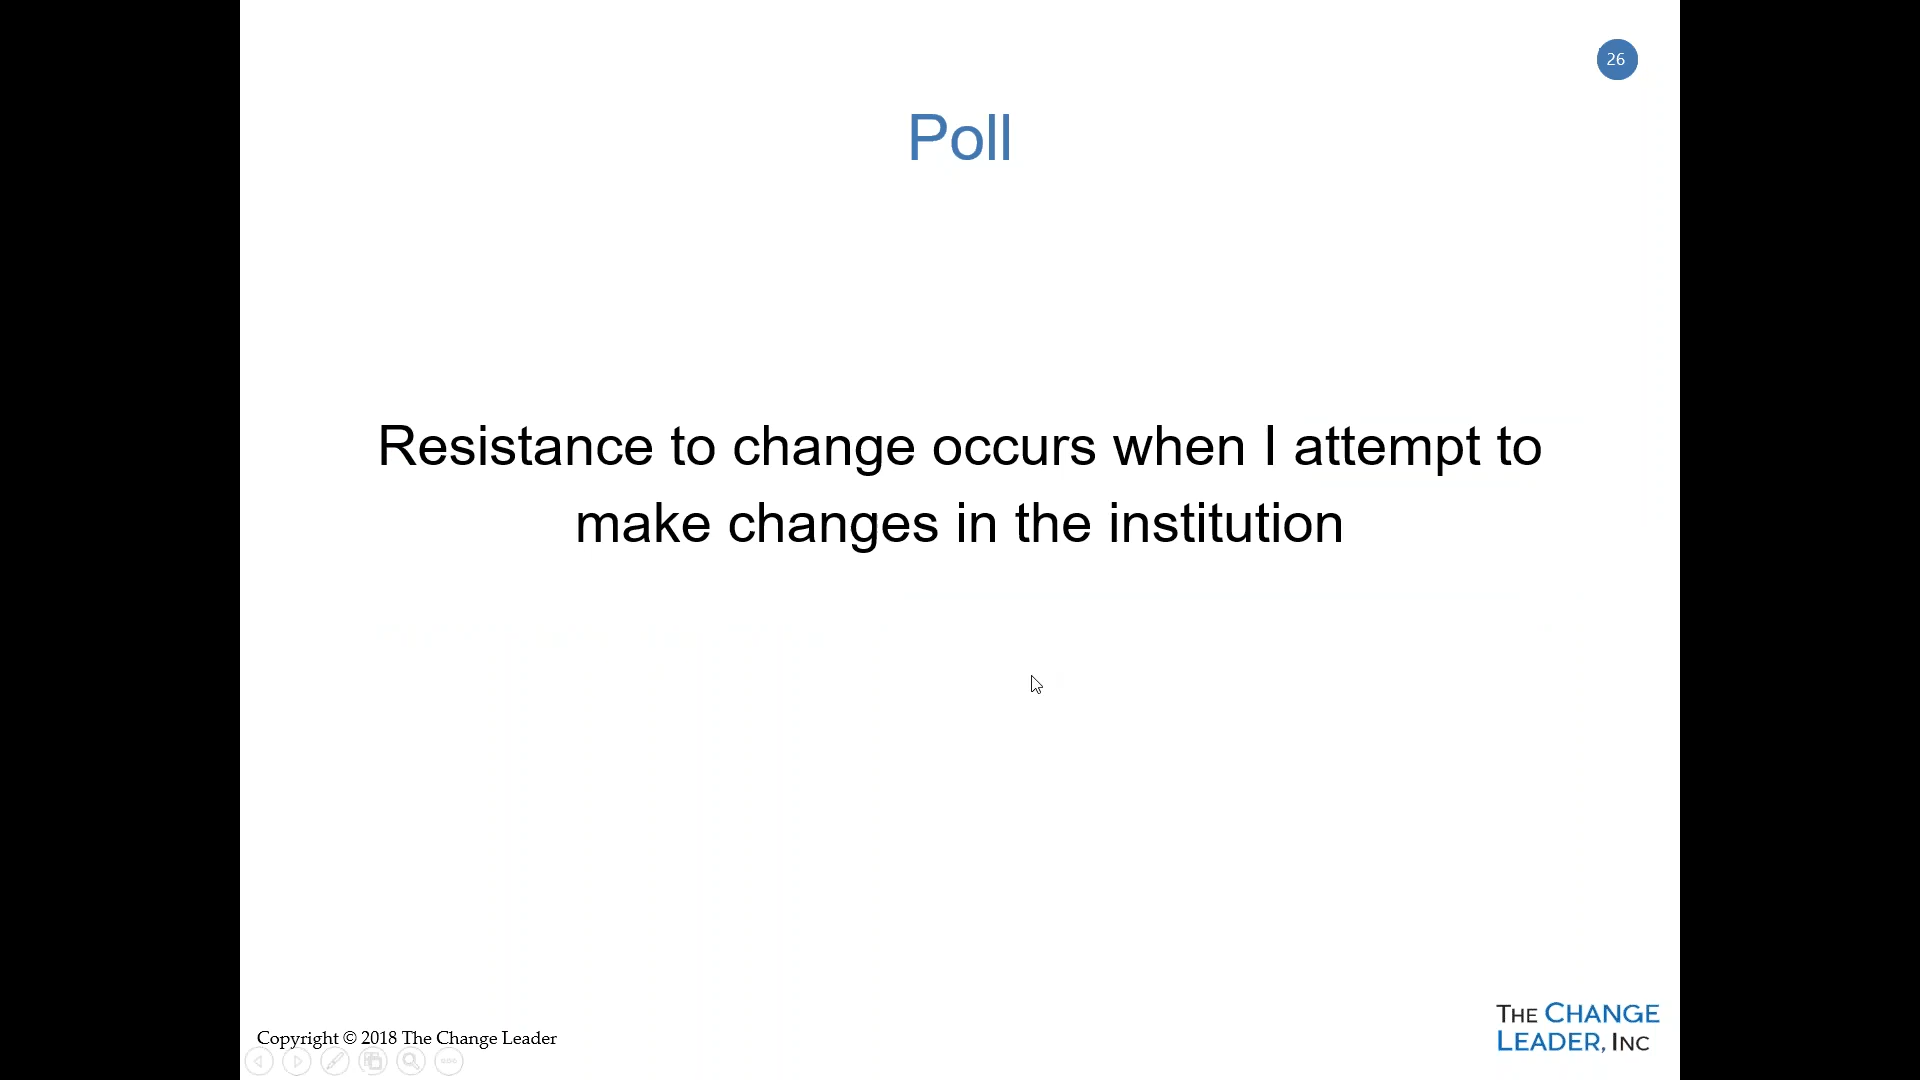 26
Poll
Resistance to change occurs when I attempt to
make changes in the institution
Copyright © 2018 The Change Leader
THE CHANGE
LEADER, INC